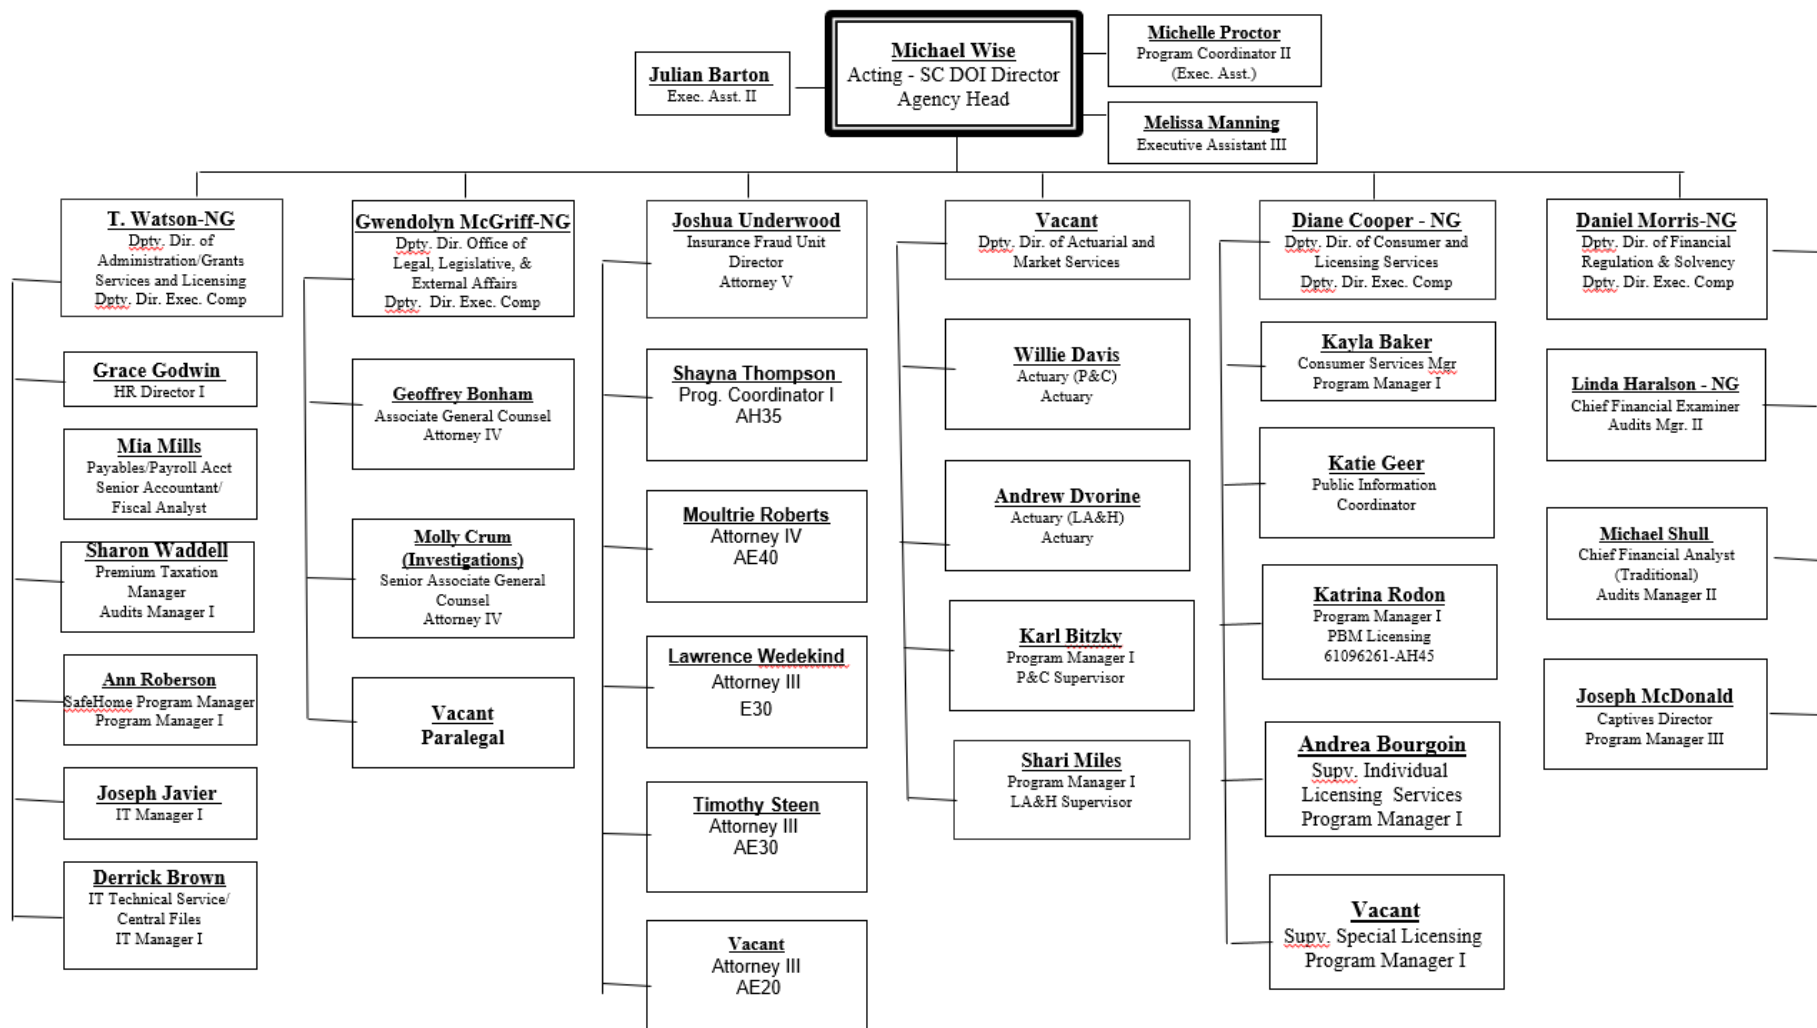 Michael Wise
Acting - SC DOI Director
Agency Head
Julian Barton
Exec. Asst. II
Michelle Proctor
Program Coordinator II
(Exec. Asst.)
Melissa Manning
Executive Assistant III
T. Watson-NG
Dpty. Dir. of
Administration/Grants
Services and Licensing
Dpty. Dir. Exec. Comp
Grace Godwin
HR Director I
Mia Mills
Payables/Payroll Acct
Senior Accountant/
Fiscal Analyst
Sharon Waddell
Premium Taxation
Manager
Audits Manager I
Ann Roberson
SafeHome Program Manager
Program Manager I
Joseph Javier
IT Manager I
Derrick Brown
IT Technical Service/
Central Files
IT Manager I
Gwendolyn McGriff-NG
Dpty. Dir. Office of
Legal, Legislative, &
External Affairs
Dpty. Dir. Exec. Comp
Geoffrey Bonham
Associate General Counsel
Attorney IV
Molly Crum
(Investigations)
Senior Associate General
Counsel
Attorney IV
Vacant
Paralegal
Joshua Underwood
Insurance Fraud Unit
Director
Attorney V
Shayna Thompson
Prog. Coordinator I
AH35
Moultrie Roberts
Attorney IV
AE40
Lawrence Wedekind
Attorney III
E30
Timothy Steen
Attorney III
AE30
Vacant
Attorney III
AE20
Vacant
Dpty. Dir. of Actuarial and
Market Services
Willie Davis
Actuary (P&C)
Actuary
Andrew Dvorine
Actuary (LA&H)
Actuary
Karl Bitzky
Program Manager I
P&C Supervisor
Shari Miles
Program Manager I
LA&H Supervisor
Diane Cooper - NG
Dpty. Dir. of Consumer and
Licensing Services
Dpty. Dir. Exec. Comp
Kayla Baker
Consumer Services Mgr
Program Manager I
Katie Geer
Public Information
Coordinator
Katrina Rodon
Program Manager I
PBM Licensing
61096261-AH45
Andrea Bourgoin
Supv. Individual
Licensing Services
Program Manager I
Vacant
Supv. Special Licensing
Program Manager I
Daniel Morris-NG
Dpty. Dir. of Financial
Regulation & Solvency
Dpty. Dir. Exec. Comp
Linda Haralson - NG
Chief Financial Examiner
Audits Mgr. II
Michael Shull
Chief Financial Analyst
(Traditional)
Audits Manager II
Joseph McDonald
Captives Director
Program Manager III